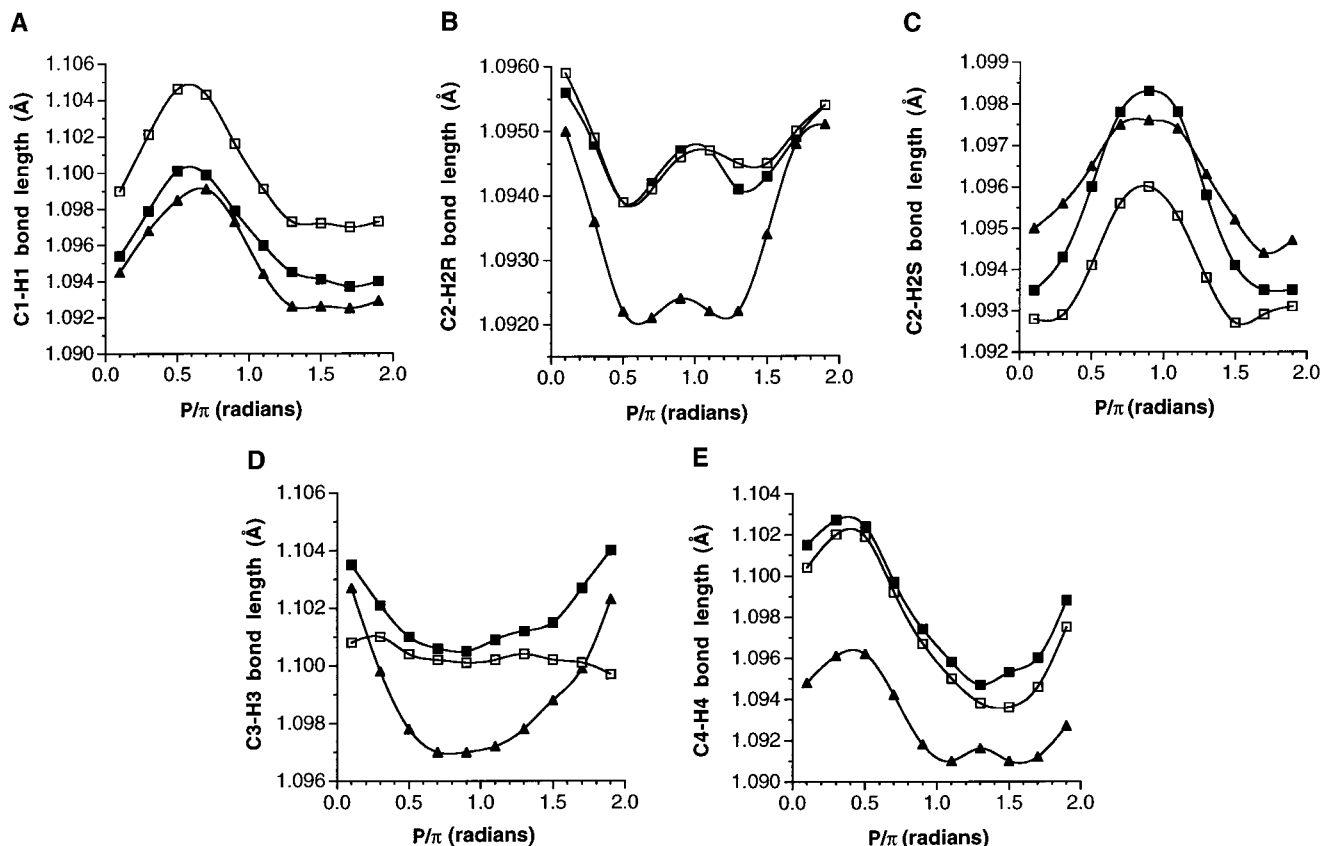 A
C1-H1 bond length (Å)
1.106
1.104
1.102
1.100
1.098
1.096
1.094
1.092
1.090
0.0 0.5 1.0 1.5 2.0
P/π (radians)
B
C2-H2R bond length (Å)
1.0960
1.0950
1.0940
1.0930
1.0920
0.0 0.5 1.0 1.5 2.0
P/π (radians)
C
C2-H2S bond length (Å)
1.099
1.098
1.097
1.096
1.095
1.094
1.093
1.092
0.0 0.5 1.0 1.5 2.0
P/π (radians)
D
C3-H3 bond length (Å)
1.106
1.104
1.102
1.100
1.098
1.096
0.0 0.5 1.0 1.5 2.0
P/π (radians)
E
C4-H4 bond length (Å)
1.104
1.102
1.100
1.098
1.096
1.094
1.092
1.090
0.0 0.5 1.0 1.5 2.0
P/π (radians)